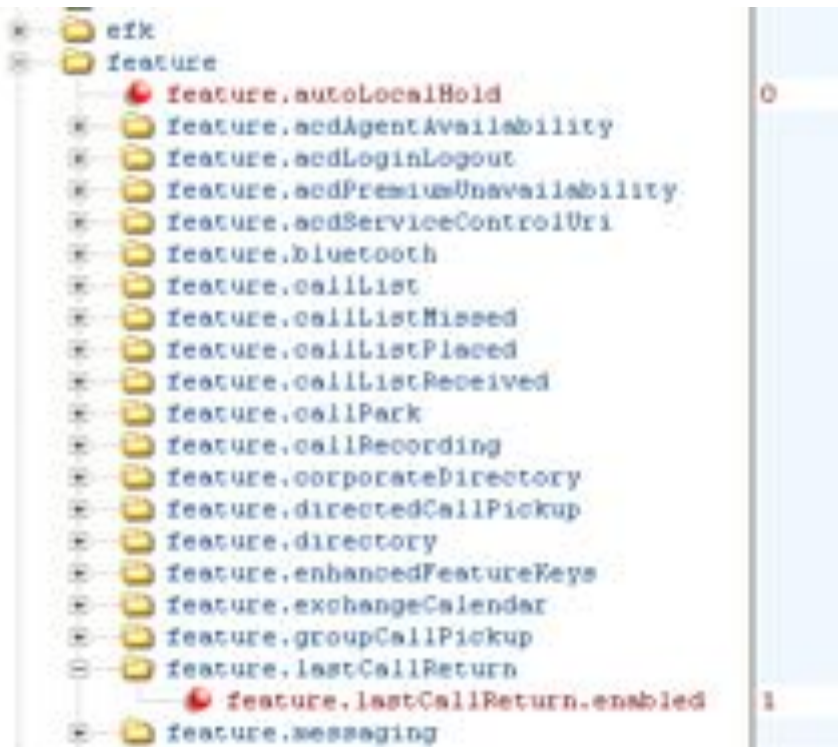 efk
feature
feature.autoLocalHold 0
feature.acdAgentAvailability
feature.acdLoginLogout
feature.acdPremiumUnavailability
feature.acdServiceControlUri
feature.bluetooth
feature.callList
feature.callListMissed
feature.callListPlaced
feature.callListReceived
feature.callPark
feature.callRecording
feature.corporateDirectory
feature.directedCallPickup
feature.directory
feature.enhancedFeatureKeys
feature.exchangeCalendar
feature.groupCallPickup
feature.lastCallReturn
feature.lastCallReturn.enabled 1
feature.messaging